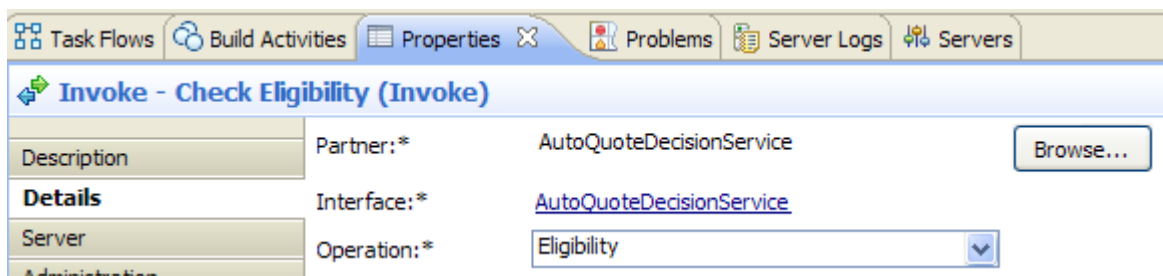 Task Flows Build Activities Properties Problems Server Logs Servers
Invoke - Check Eligibility (Invoke)
Description
Partner:* AutoQuoteDecisionService Browse...
Details
Interface:* AutoQuoteDecisionService
Server
Operation:* Eligibility
Administration